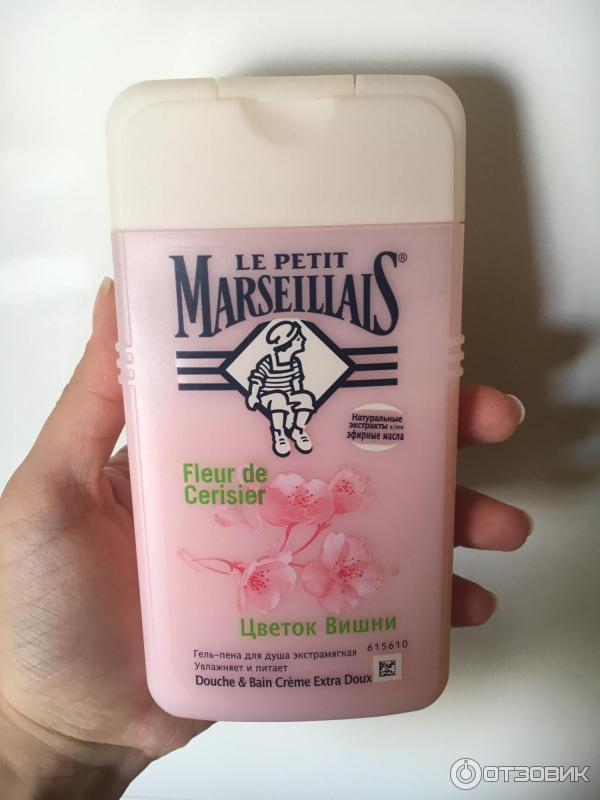 LE PETIT
MARSEILLAIS®
Натуральные
экстракты и/или
эфирные масла
Fleur de
Cerisier
Цветок Вишни
615610
Гель-пена для душа экстрамягкая
Увлажняет и питает
Douche & Bain Crème Extra Doux
ОТЗОВИК